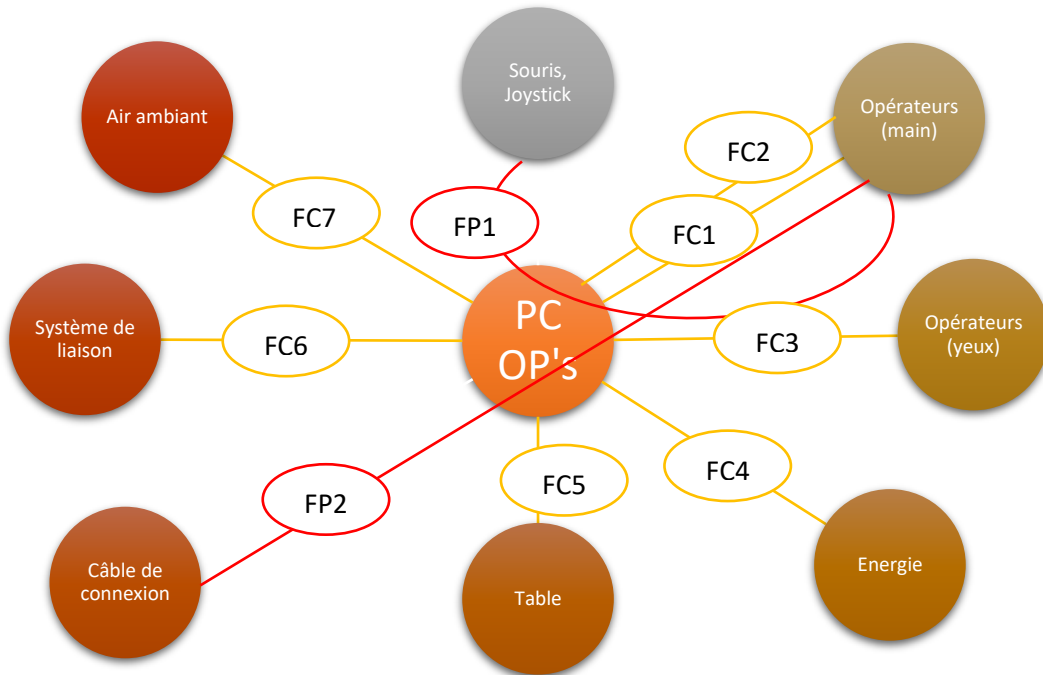 Souris,
Joystick
Air ambiant
Opérateurs
(main)
FC2
FC7
FP1
FC1
PC
OP's
Système de
liaison
FC6
FC3
Opérateurs
(yeux)
FP2
FC5
FC4
Câble de
connexion
Table
Energie